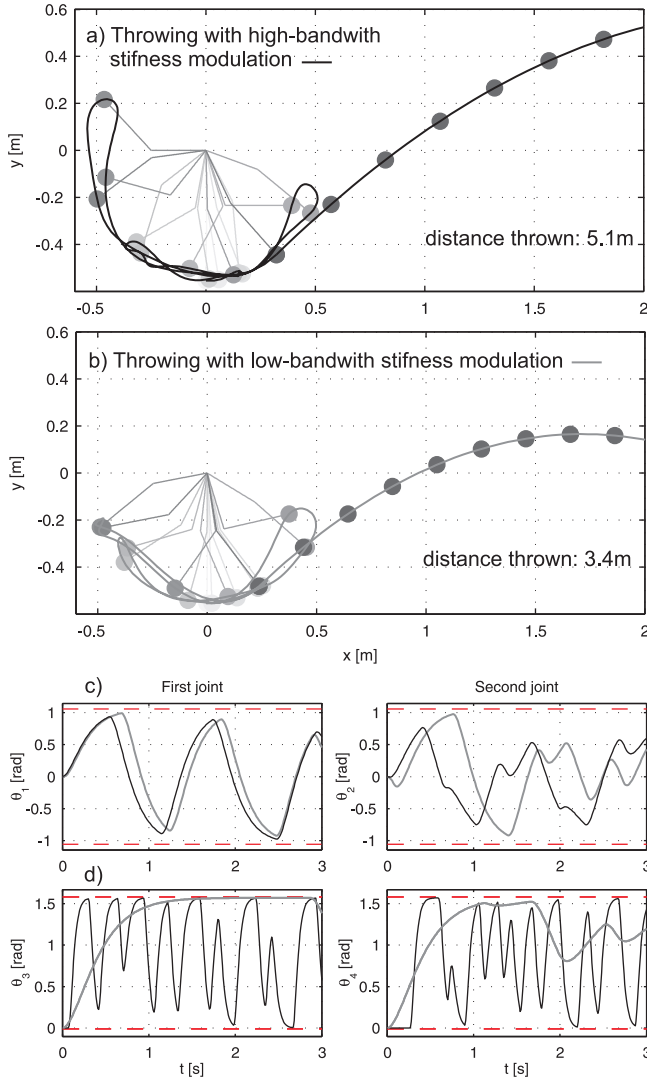 0.6
a) Throwing with high-bandwith
stifness modulation
0.4
0.2
y [m]
0
-0.2
distance thrown: 5.1m
-0.4
-0.5 0 0.5 1 1.5 2
0.6
b) Throwing with low-bandwith stifness modulation
0.4
0.2
y [m]
0
-0.2
distance thrown: 3.4m
-0.4
-0.5 0 0.5 1 1.5 2
x [m]
c) First joint Second joint
1 1
0.5 0.5
θ1 [rad] 0 θ2 [rad] 0
-0.5 -0.5
-1 -1
0 1 2 3 0 1 2 3
d)
1.5 1.5
1 1
θ3 [rad] θ4 [rad]
0.5 0.5
0 0
0 1 2 3 0 1 2 3
t [s] t [s]